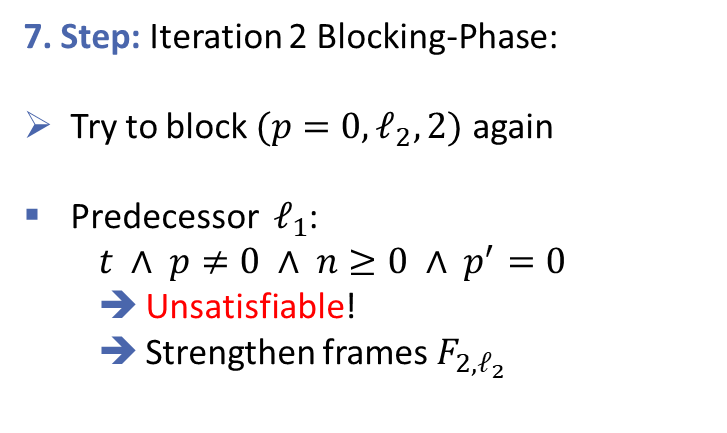 7. Step: Iteration 2 Blocking-Phase:
➢ Try to block (p = 0, ℓ₂, 2) again
▪ Predecessor ℓ₁:
t ∧ p ≠ 0 ∧ n ≥ 0 ∧ p′ = 0
➔ Unsatisfiable!
➔ Strengthen frames F₂,ℓ₂